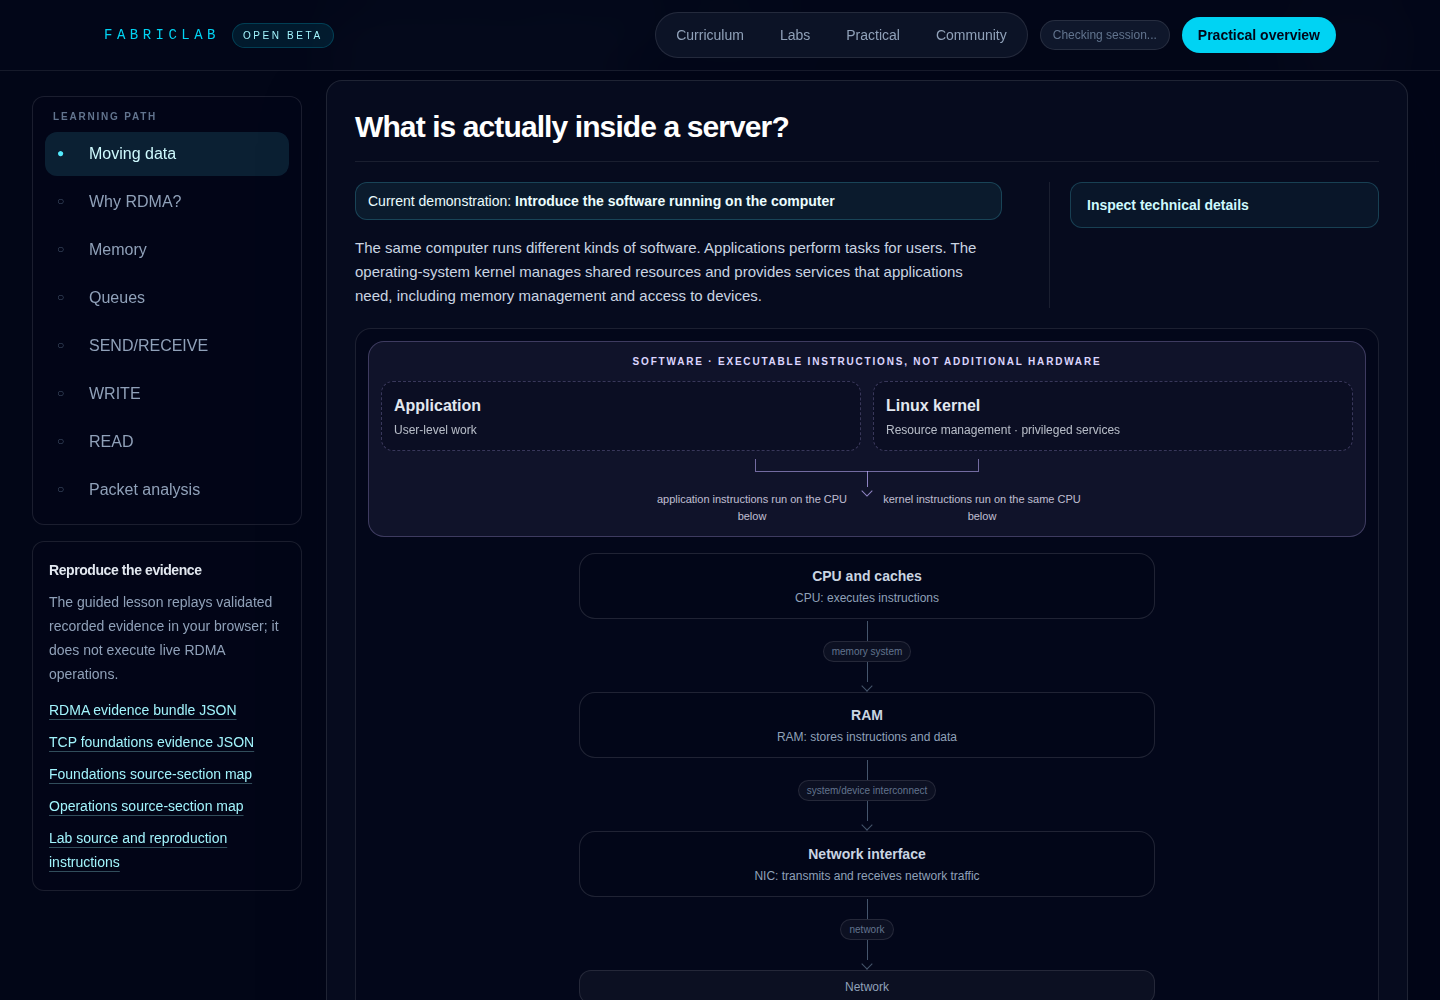 FABRICLAB
OPEN BETA
Curriculum
Labs
Practical
Community
Checking session...
Practical overview
LEARNING PATH
Moving data
Why RDMA?
Memory
Queues
SEND/RECEIVE
WRITE
READ
Packet analysis
Reproduce the evidence
The guided lesson replays validated
recorded evidence in your browser; it
does not execute live RDMA
operations.
RDMA evidence bundle JSON
TCP foundations evidence JSON
Foundations source-section map
Operations source-section map
Lab source and reproduction
instructions
What is actually inside a server?
Current demonstration: Introduce the software running on the computer
The same computer runs different kinds of software. Applications perform tasks for users. The
operating-system kernel manages shared resources and provides services that applications
need, including memory management and access to devices.
Inspect technical details
SOFTWARE · EXECUTABLE INSTRUCTIONS, NOT ADDITIONAL HARDWARE
Application
User-level work
Linux kernel
Resource management · privileged services
application instructions run on the CPU
below
kernel instructions run on the same CPU
below
CPU and caches
CPU: executes instructions
memory system
RAM
RAM: stores instructions and data
system/device interconnect
Network interface
NIC: transmits and receives network traffic
network
Network